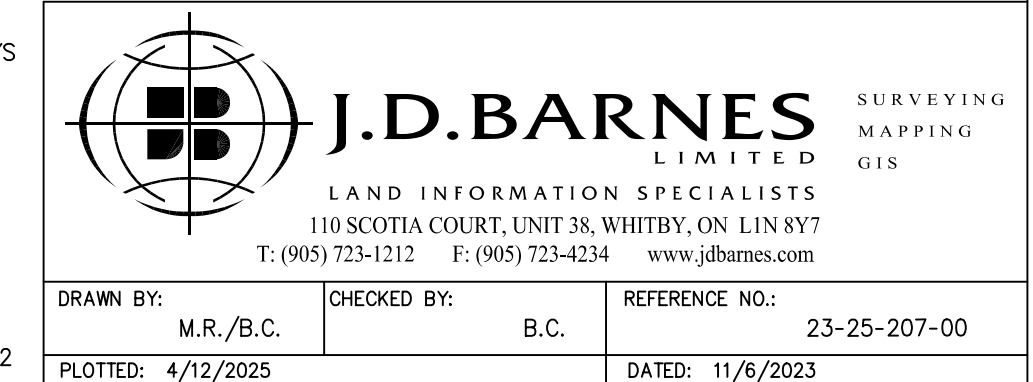 YS
J.D.BARNES
LIMITED
SURVEYING
MAPPING
GIS
LAND INFORMATION SPECIALISTS
110 SCOTIA COURT, UNIT 38, WHITBY, ON L1N 8Y7
T: (905) 723-1212 F: (905) 723-4234 www.jdbarnes.com
DRAWN BY: CHECKED BY: REFERENCE NO.:
M.R./B.C. B.C. 23-25-207-00
2
PLOTTED: 4/12/2025 DATED: 11/6/2023